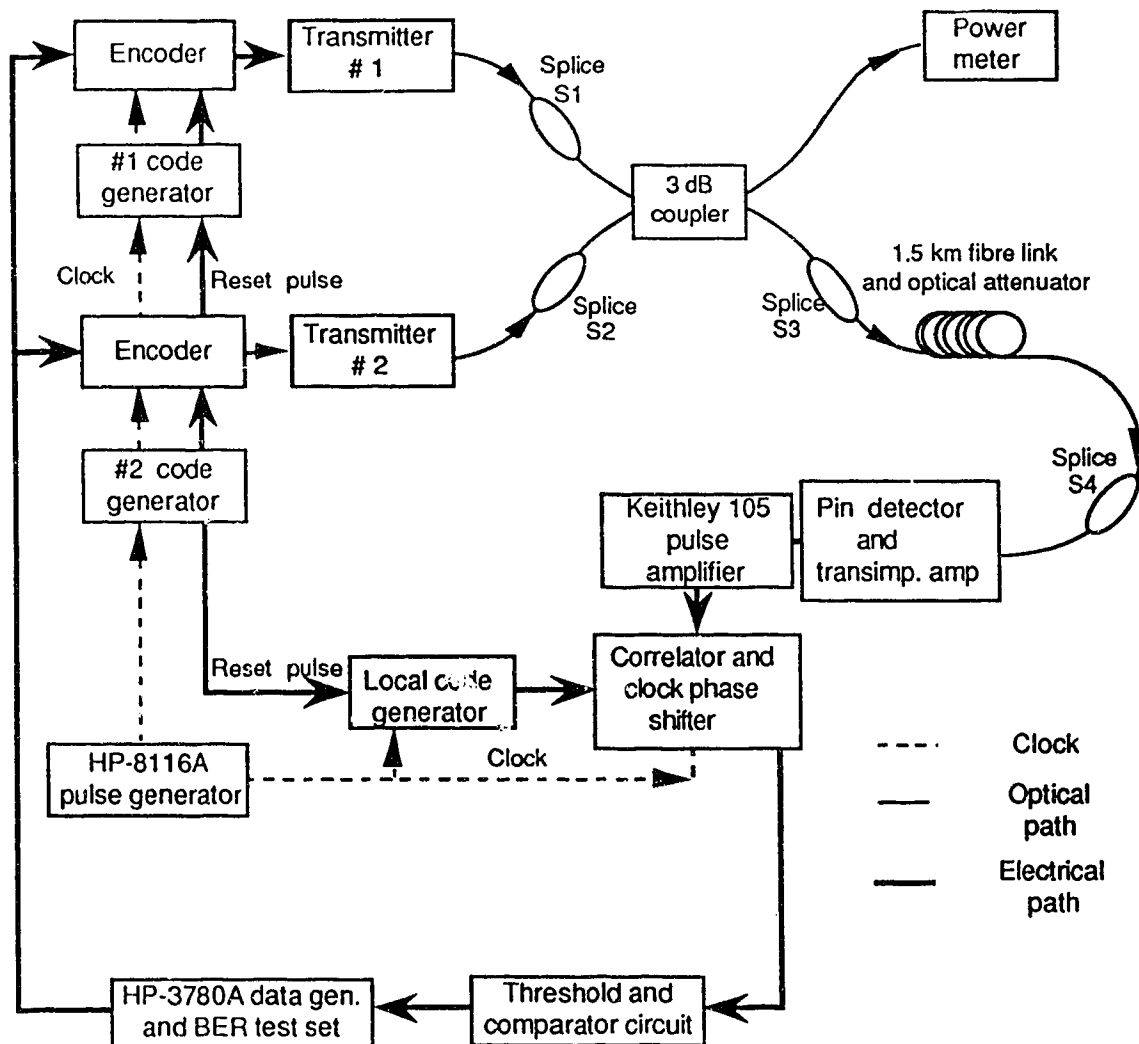 Encoder
Transmitter
# 1
Splice
S1
Power
meter
#1 code
generator
3 dB
coupler
Clock
Reset pulse
1.5 km fibre link
and optical attenuator
Encoder
Transmitter
# 2
Splice
S2
Splice
S3
#2 code
generator
Splice
S4
Keithley 105
pulse
amplifier
Pin detector
and
transimp. amp
Reset pulse
Local code
generator
Correlator and
clock phase
shifter
HP-8116A
pulse generator
Clock
Clock
Optical
path
Electrical
path
HP-3780A data gen.
and BER test set
Threshold and
comparator circuit